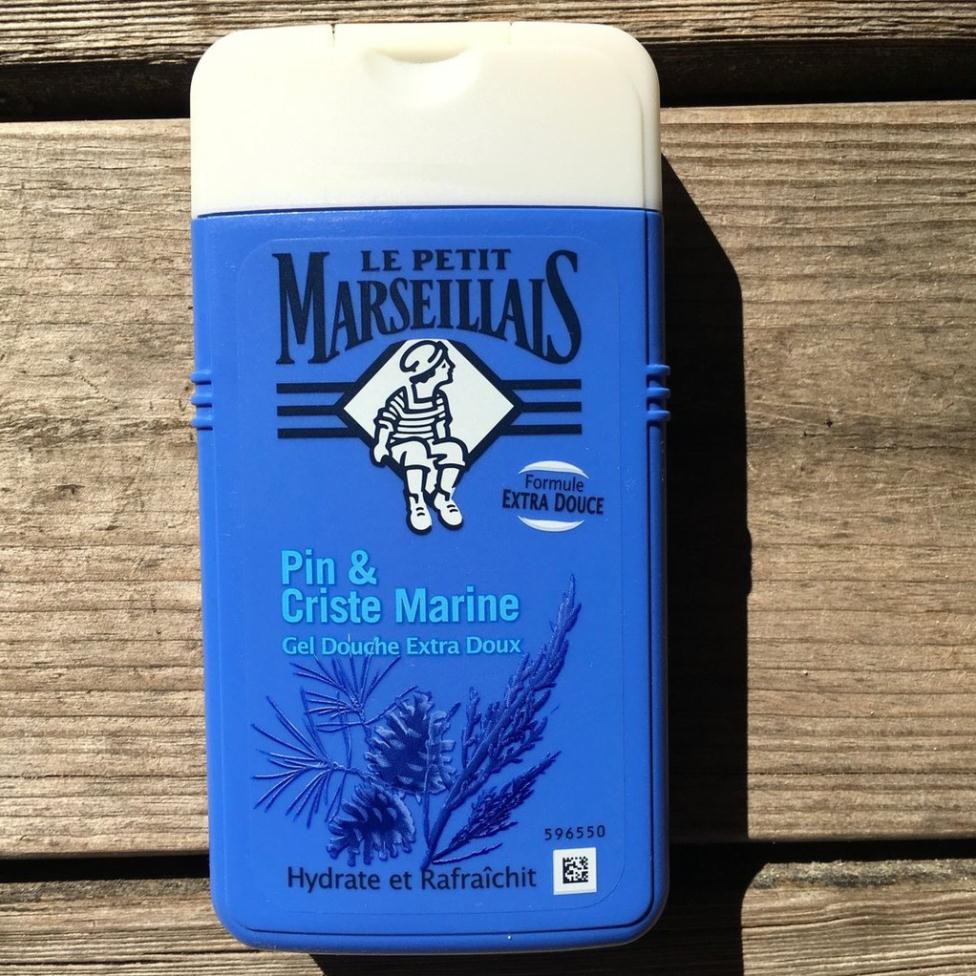 LE PETIT
MARSEILLAIS
Formule
EXTRA DOUCE
Pin &
Criste Marine
Gel Douche Extra Doux
596550
Hydrate et Rafraîchit